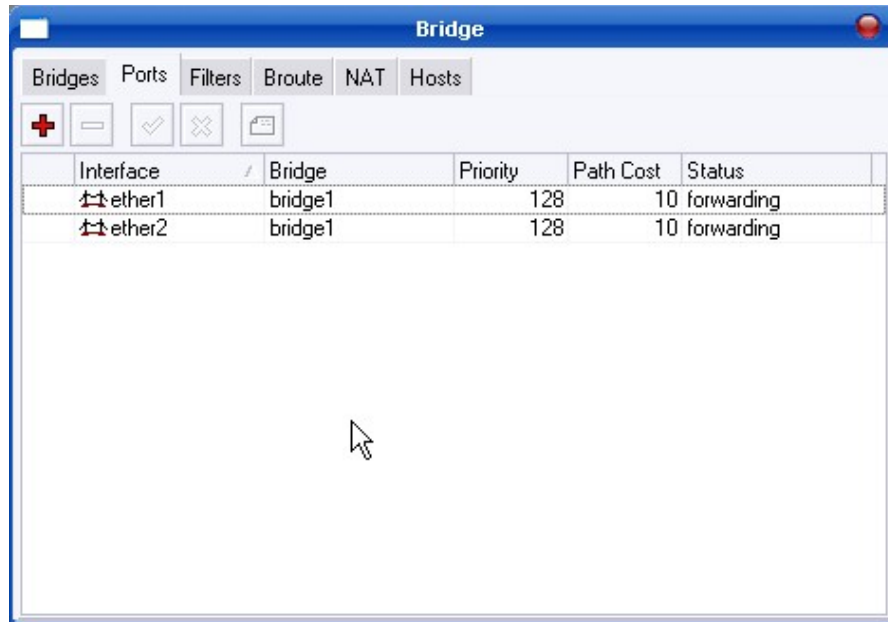 Bridge
Bridges Ports Filters Broute NAT Hosts
Interface Bridge Priority Path Cost Status
ether1 bridge1 128 10 forwarding
ether2 bridge1 128 10 forwarding